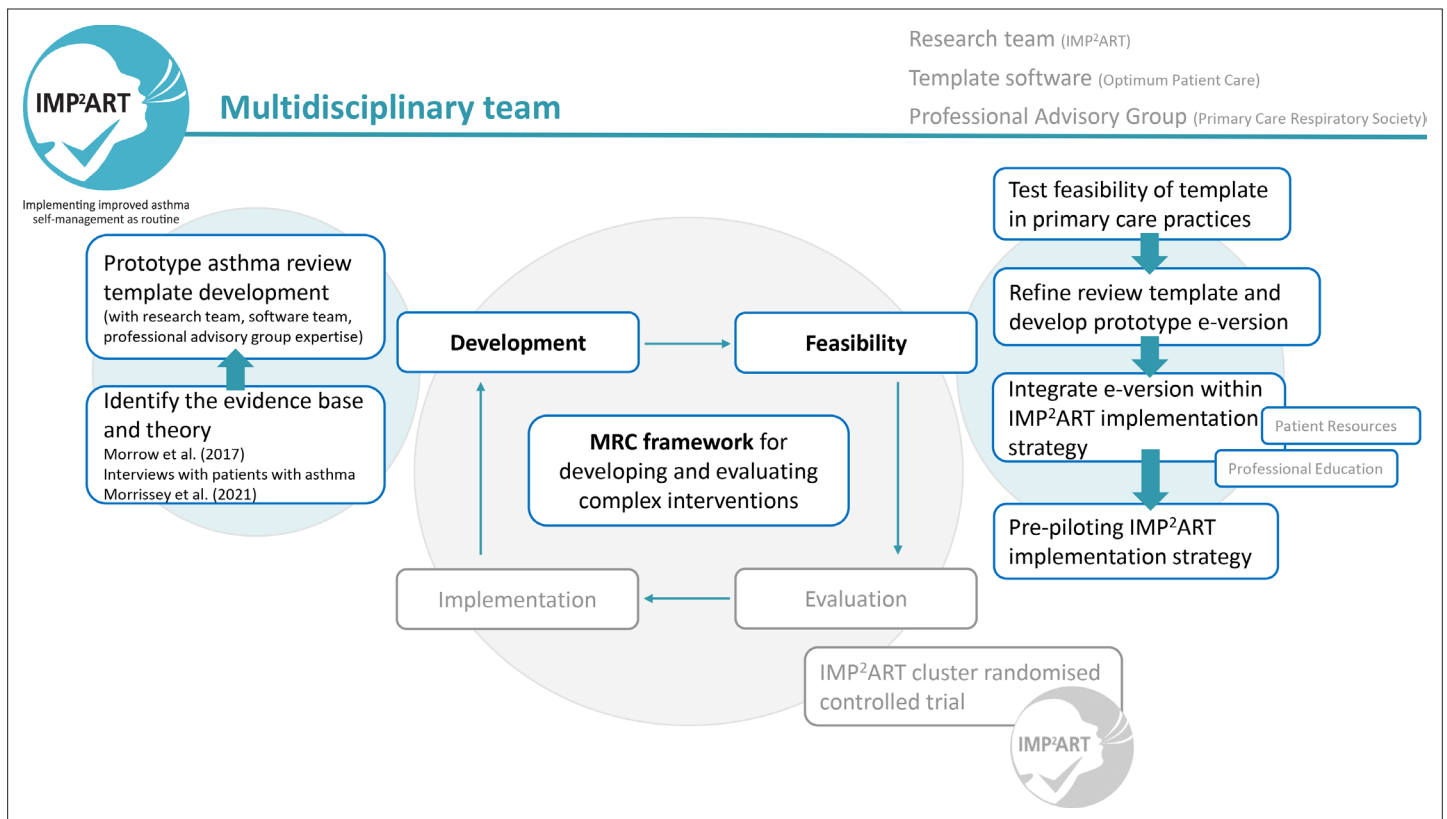 IMP²ART
Implementing improved asthma
self-management as routine
Multidisciplinary team
Research team (IMP²ART)
Template software (Optimum Patient Care)
Professional Advisory Group (Primary Care Respiratory Society)
Prototype asthma review
template development
(with research team, software team,
professional advisory group expertise)
Identify the evidence base
and theory
Morrow et al. (2017)
Interviews with patients with asthma
Morrissey et al. (2021)
Development
Feasibility
MRC framework for
developing and evaluating
complex interventions
Implementation
Evaluation
IMP²ART cluster randomised
controlled trial
IMP²ART
Test feasibility of template
in primary care practices
Refine review template and
develop prototype e-version
Integrate e-version within
IMP²ART implementation
strategy
Patient Resources
Professional Education
Pre-piloting IMP²ART
implementation strategy